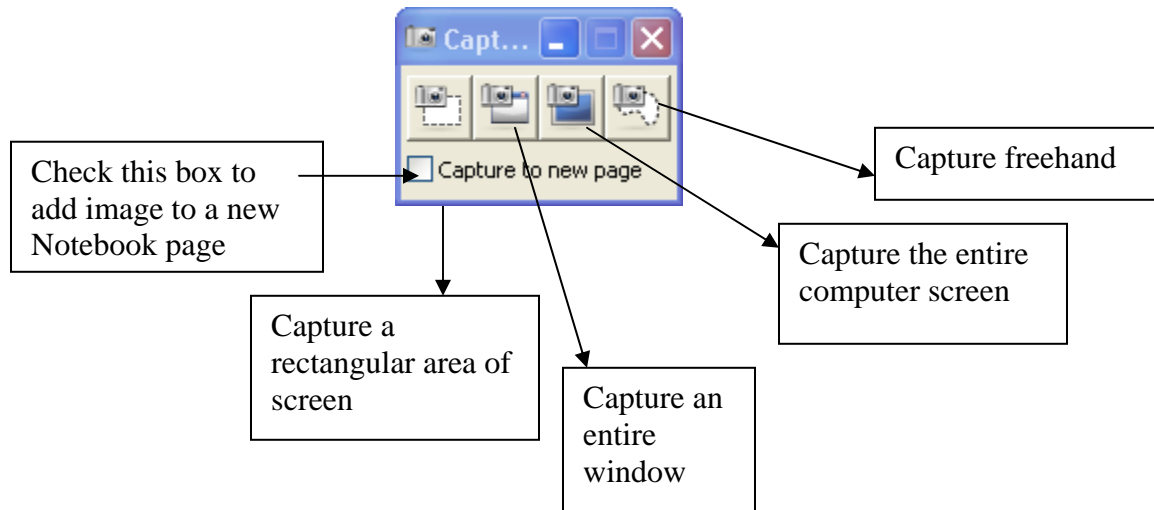 Capt...
Capture to new page
Check this box to
add image to a new
Notebook page
Capture freehand
Capture the entire
computer screen
Capture a
rectangular area of
screen
Capture an
entire
window